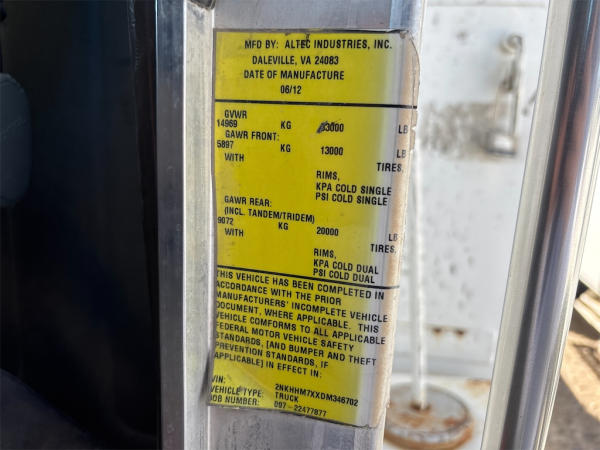 MFD BY: ALTEC INDUSTRIES, INC.
DALEVILLE, VA 24083
DATE OF MANUFACTURE
06/12
GVWR
14969 KG 33000 LB
GAWR FRONT:
5897 KG 13000 LB
WITH TIRES,
RIMS,
KPA COLD SINGLE
PSI COLD SINGLE
GAWR REAR:
(INCL. TANDEM/TRIDEM)
9072 KG 20000 LB
WITH TIRES,
RIMS,
KPA COLD DUAL
PSI COLD DUAL
THIS VEHICLE HAS BEEN COMPLETED IN
ACCORDANCE WITH THE PRIOR
MANUFACTURERS' INCOMPLETE VEHICLE
DOCUMENT, WHERE APPLICABLE. THIS
VEHICLE CONFORMS TO ALL APPLICABLE
FEDERAL MOTOR VEHICLE SAFETY
STANDARDS, [AND BUMPER AND THEFT
PREVENTION STANDARDS, IF
APPLICABLE] IN EFFECT IN:
VIN: 2NKHHM7XXDM346702
VEHICLE TYPE: TRUCK
JOB NUMBER: 097-22477877